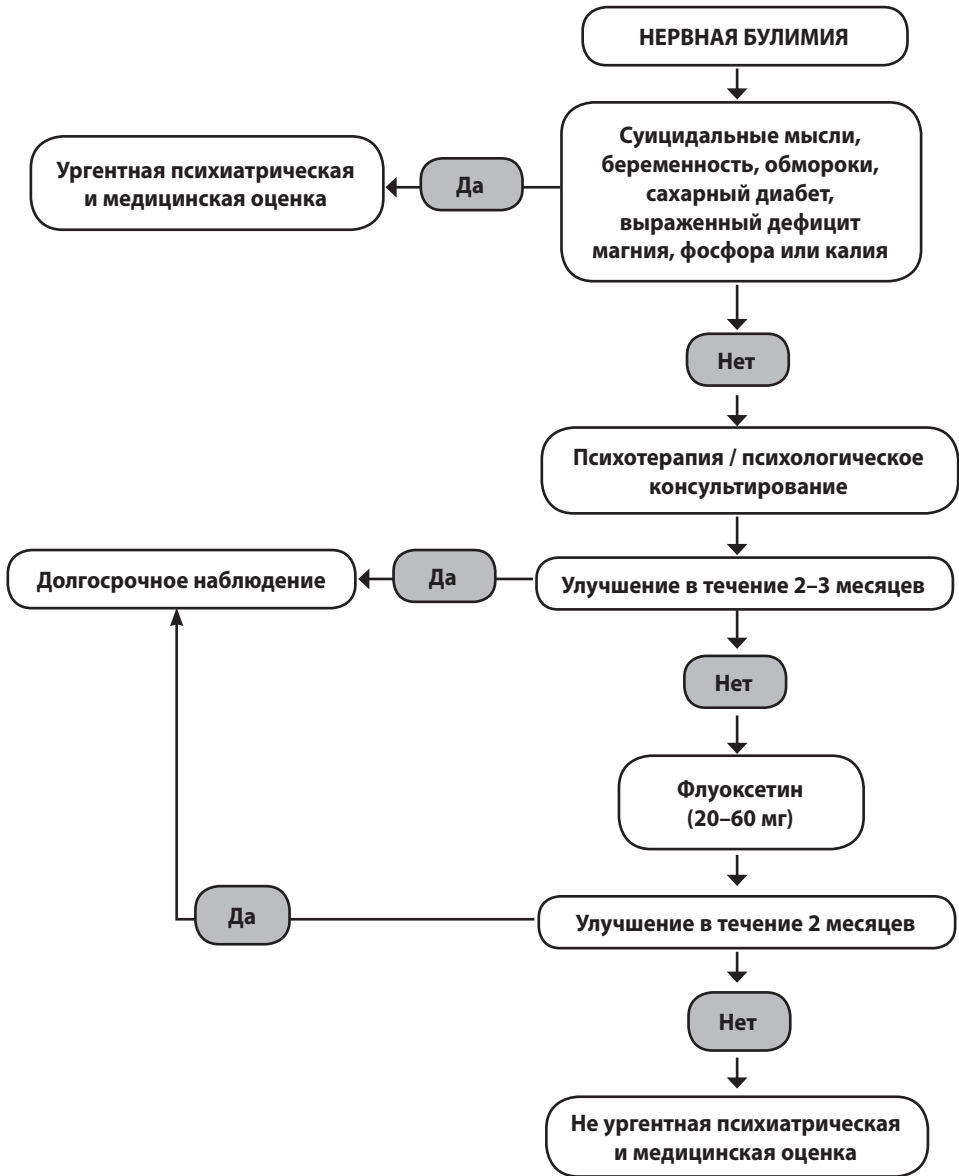 НЕРВНАЯ БУЛИМИЯ
Суицидальные мысли,
беременность, обмороки,
сахарный диабет,
выраженный дефицит
магния, фосфора или калия
Да
Ургентная психиатрическая
и медицинская оценка
Нет
Психотерапия / психологическое
консультирование
Улучшение в течение 2–3 месяцев
Да
Долгосрочное наблюдение
Нет
Флуоксетин
(20–60 мг)
Улучшение в течение 2 месяцев
Да
Нет
Не ургентная психиатрическая
и медицинская оценка